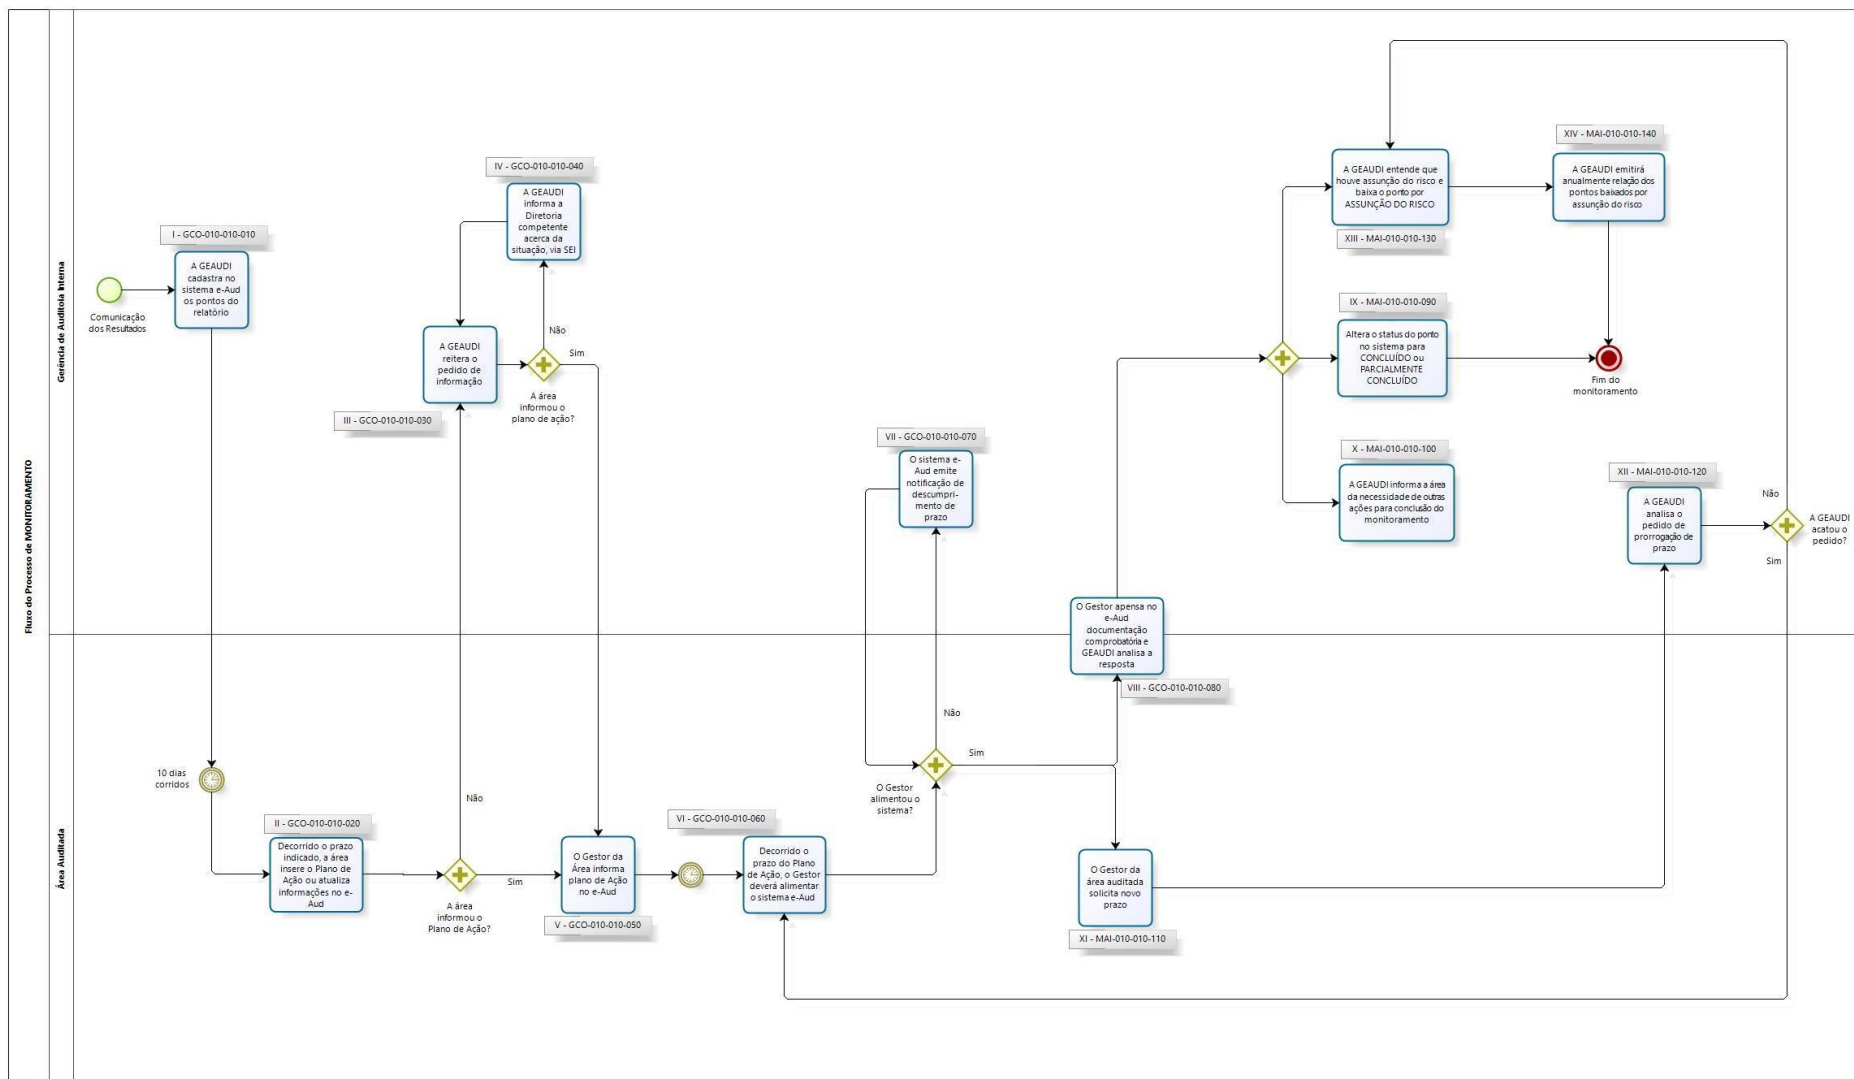 Fluxo do Processo de MONITORAMENTO
Gerência de Auditoia Interna
Comunicação
dos Resultados
I - GCO-010-010-010
A GEAUDI
cadastra no
sistema e-Aud
os pontos do
relatório
IV - GCO-010-010-040
A GEAUDI
informa a
Diretoria
competente
acerca da
situação, via SEI
Não
Sim
A GEAUDI
reitera o
pedido de
informação
A área
informou o
plano de ação?
III - GCO-010-010-030
VII - GCO-010-010-070
O sistema e-
Aud emite
notificação de
descumpri-
mento de
prazo
A GEAUDI entende que
houve assunção do risco e
baixa o ponto por
ASSUNÇÃO DO RISCO
XIII - MAI-010-010-130
XIV - MAI-010-010-140
A GEAUDI emitirá
anualmente relação dos
pontos baixados por
assunção do risco
IX - MAI-010-010-090
Altera o status do ponto
no sistema para
CONCLUÍDO ou
PARCIALMENTE
CONCLUÍDO
Fim do
monitoramento
X - MAI-010-010-100
A GEAUDI informa a área
da necessidade de outras
ações para conclusão do
monitoramento
XII - MAI-010-010-120
A GEAUDI
analisa o
pedido de
prorrogação de
prazo
Não
A GEAUDI
acatou o
pedido?
Sim
O Gestor apensa no
e-Aud
documentação
comprobatória e
GEAUDI analisa a
resposta
VIII - GCO-010-010-080
Área Auditada
10 dias
corridos
II - GCO-010-010-020
Decorrido o prazo
indicado, a área
insere o Plano de
Ação ou atualiza
informações no e-
Aud
Não
Sim
A área
informou o
Plano de Ação?
O Gestor da
Área informa
plano de Ação
no e-Aud
V - GCO-010-010-050
VI - GCO-010-010-060
Decorrido o
prazo do Plano
de Ação, o Gestor
deverá alimentar
o sistema e-Aud
Não
Sim
O Gestor
alimentou o
sistema?
O Gestor da
área auditada
solicita novo
prazo
XI - MAI-010-010-110